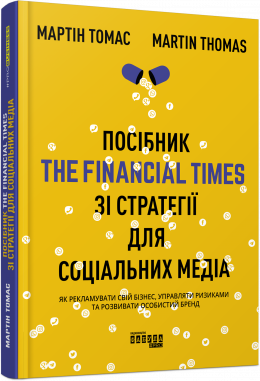 МАРТІН ТОМАС MARTIN THOMAS
ПОСІБНИК
THE FINANCIAL TIMES
ЗІ СТРАТЕГІЇ
ДЛЯ
СОЦІАЛЬНИХ МЕДІА
ЯК РЕКЛАМУВАТИ СВІЙ БІЗНЕС, УПРАВЛЯТИ РИЗИКАМИ
ТА РОЗВИВАТИ ОСОБИСТИЙ БРЕНД
ФАБУЛА
МАРТІН ТОМАС ПОСІБНИК THE FINANCIAL TIMES
ЗІ СТРАТЕГІЇ ДЛЯ СОЦІАЛЬНИХ МЕДІА